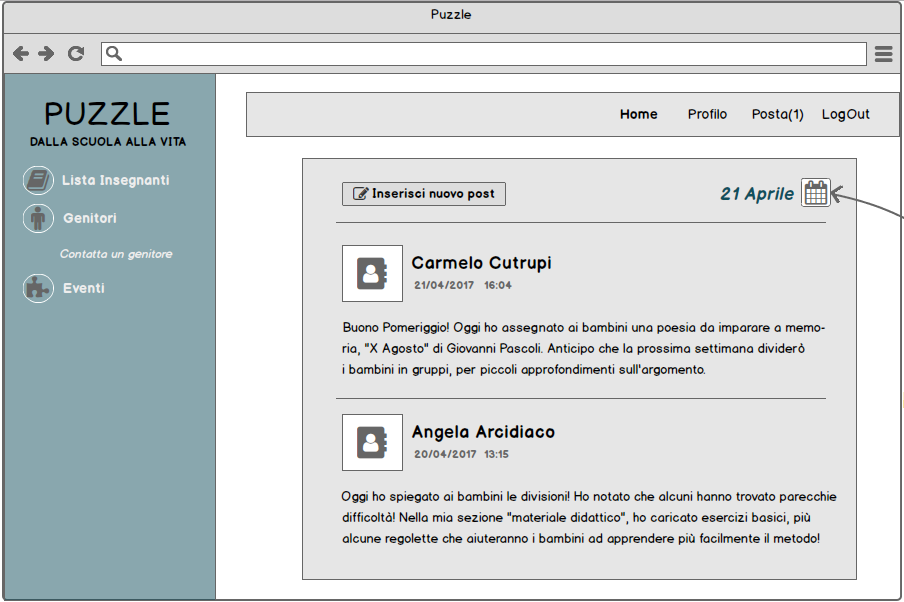 Puzzle
PUZZLE
DALLA SCUOLA ALLA VITA
Lista Insegnanti
Genitori
Contatta un genitore
Eventi
Home Profilo Posta(1) LogOut
Inserisci nuovo post 21 Aprile
Carmelo Cutrupi
21/04/2017 16:04
Buono Pomeriggio! Oggi ho assegnato ai bambini una poesia da imparare a memo-
ria, "X Agosto" di Giovanni Pascoli. Anticipo che la prossima settimana dividerò
i bambini in gruppi, per piccoli approfondimenti sull'argomento.
Angela Arcidiaco
20/04/2017 13:15
Oggi ho spiegato ai bambini le divisioni! Ho notato che alcuni hanno trovato parecchie
difficoltà! Nella mia sezione "materiale didattico", ho caricato esercizi basici, più
alcune regolette che aiuteranno i bambini ad apprendere più facilmente il metodo!